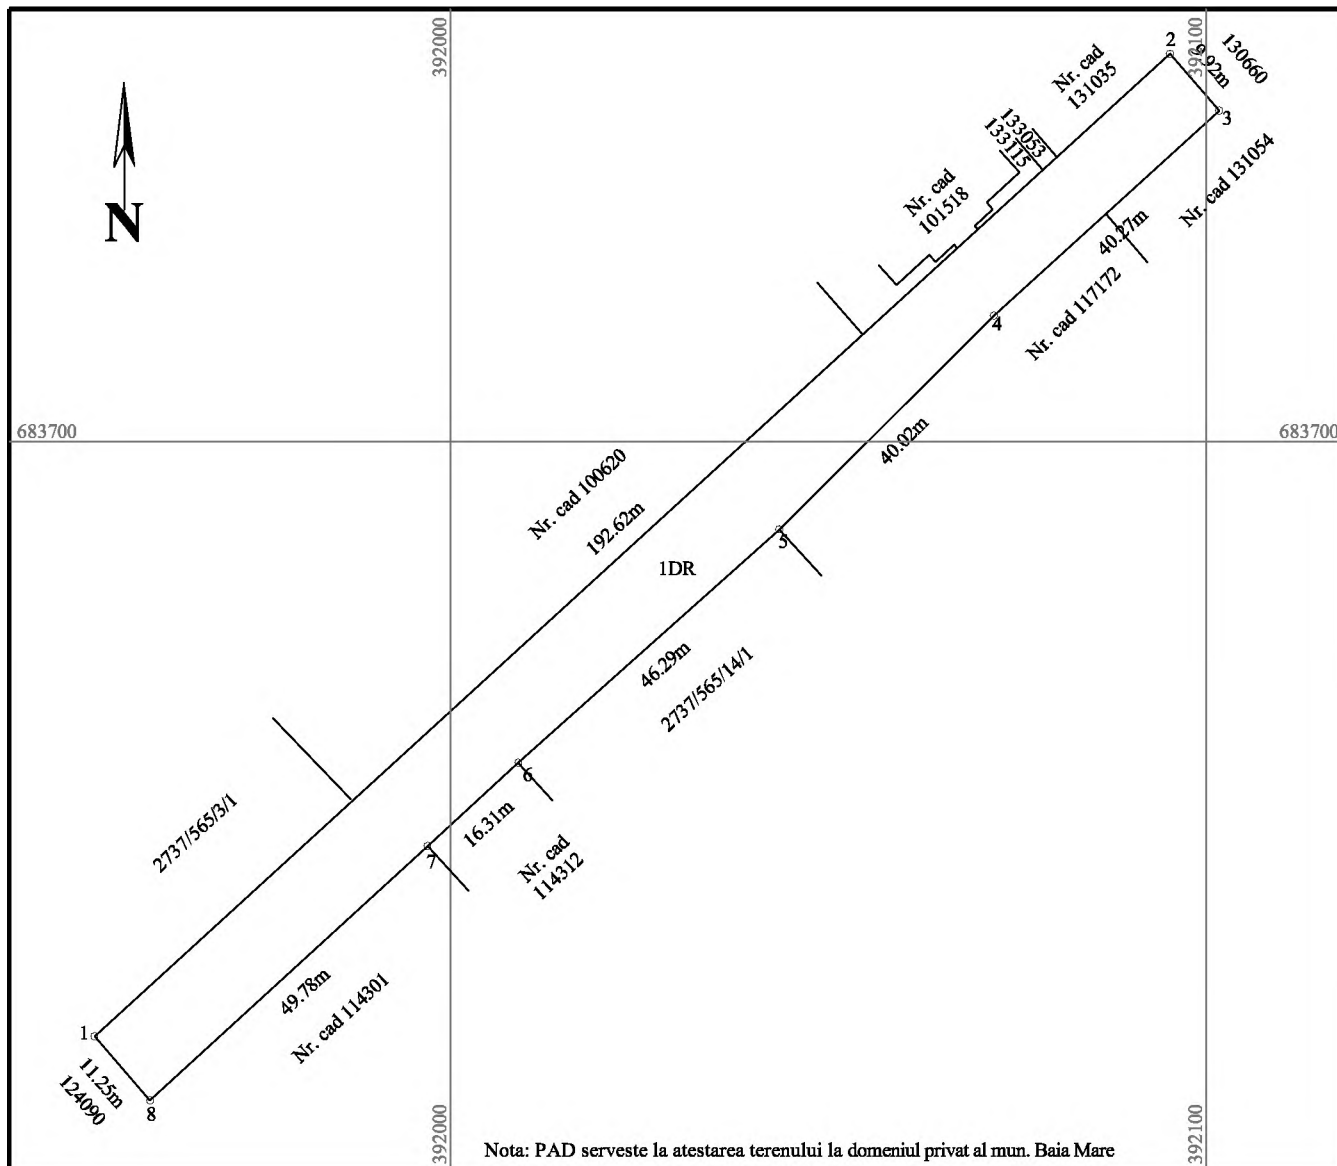 392000
392100
2
9.92m
130660
Nr. cad
131035
3
133053
133115
Nr. cad 131054
Nr. cad
101518
N
40.27m
4
Nr. cad 117172
683700
683700
40.02m
Nr. cad 100620
192.62m
5
1DR
46.29m
2737/565/14/1
6
2737/565/3/1
16.31m
7
Nr. cad
114312
49.78m
Nr. cad 114301
1
11.25m
124090
8
392000
392100
Nota: PAD serveste la atestarea terenului la domeniul privat al mun. Baia Mare